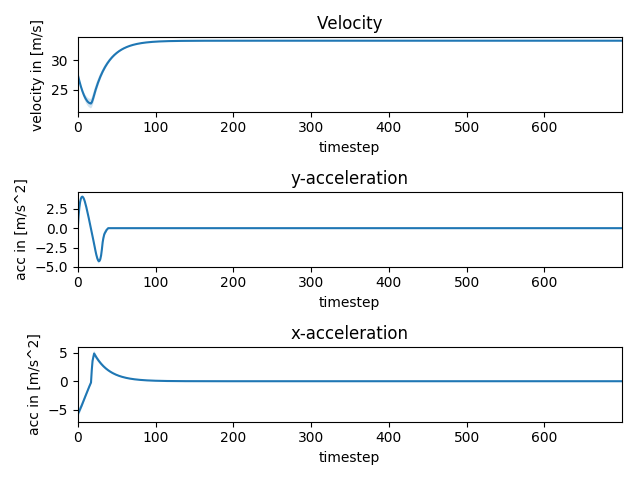 Velocity
velocity in [m/s]
30
25
0 100 200 300 400 500 600
timestep
y-acceleration
acc in [m/s^2]
2.5
0.0
−2.5
−5.0
0 100 200 300 400 500 600
timestep
x-acceleration
acc in [m/s^2]
5
0
−5
0 100 200 300 400 500 600
timestep